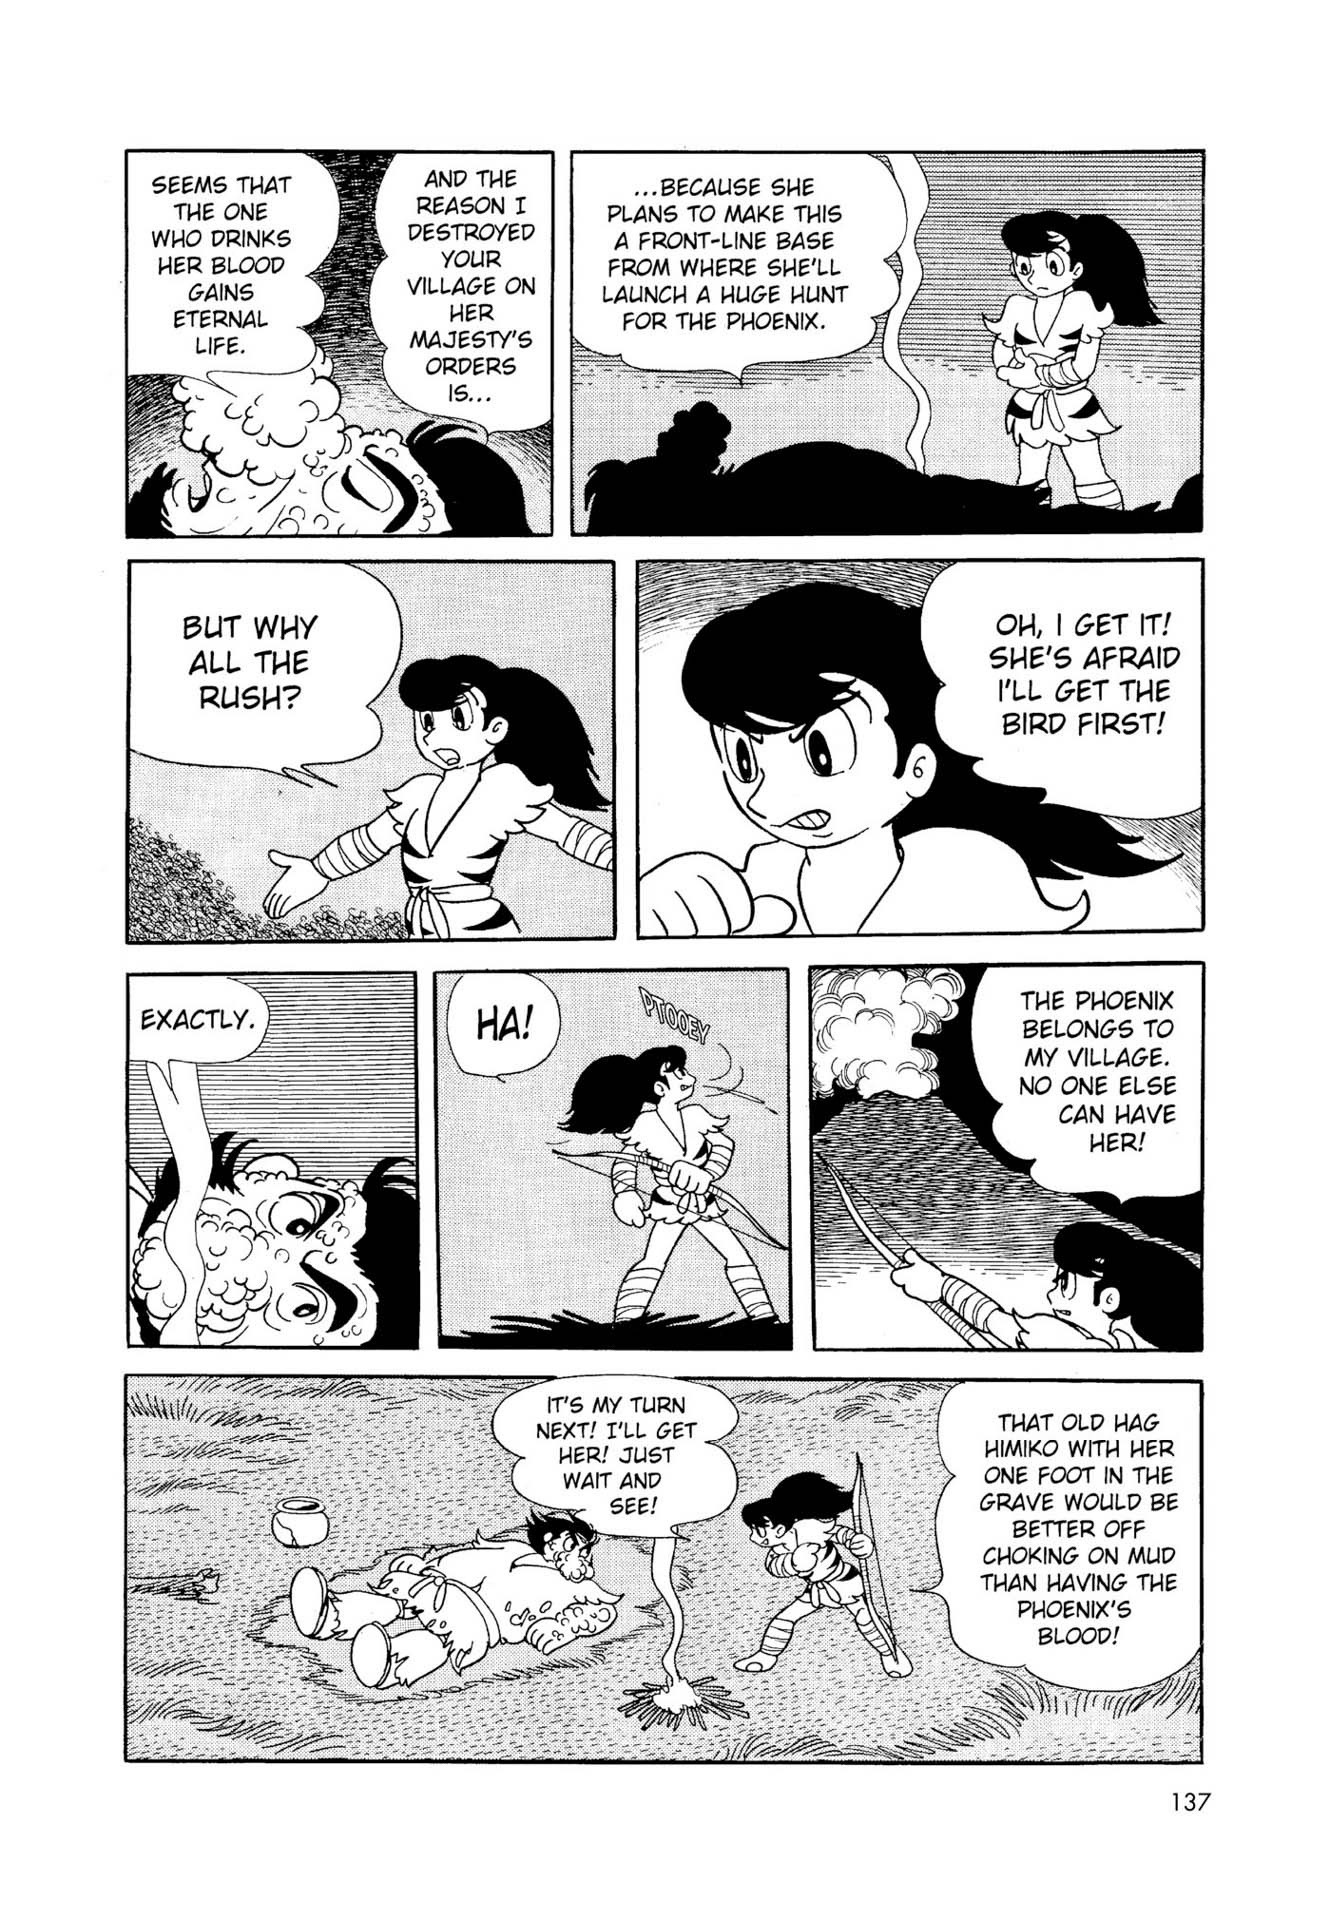 SEEMS THAT
THE ONE
WHO DRINKS
HER BLOOD
GAINS
ETERNAL
LIFE.
AND THE
REASON I
DESTROYED
YOUR
VILLAGE ON
HER
MAJESTY'S
ORDERS
IS...
...BECAUSE SHE
PLANS TO MAKE THIS
A FRONT-LINE BASE
FROM WHERE SHE'LL
LAUNCH A HUGE HUNT
FOR THE PHOENIX.
BUT WHY
ALL THE
RUSH?
OH, I GET IT!
SHE'S AFRAID
I'LL GET THE
BIRD FIRST!
EXACTLY.
HA!
PTOOEY
THE PHOENIX
BELONGS TO
MY VILLAGE.
NO ONE ELSE
CAN HAVE
HER!
IT'S MY TURN
NEXT! I'LL GET
HER! JUST
WAIT AND
SEE!
THAT OLD HAG
HIMIKO WITH HER
ONE FOOT IN THE
GRAVE WOULD BE
BETTER OFF
CHOKING ON MUD
THAN HAVING THE
PHOENIX'S
BLOOD!
137